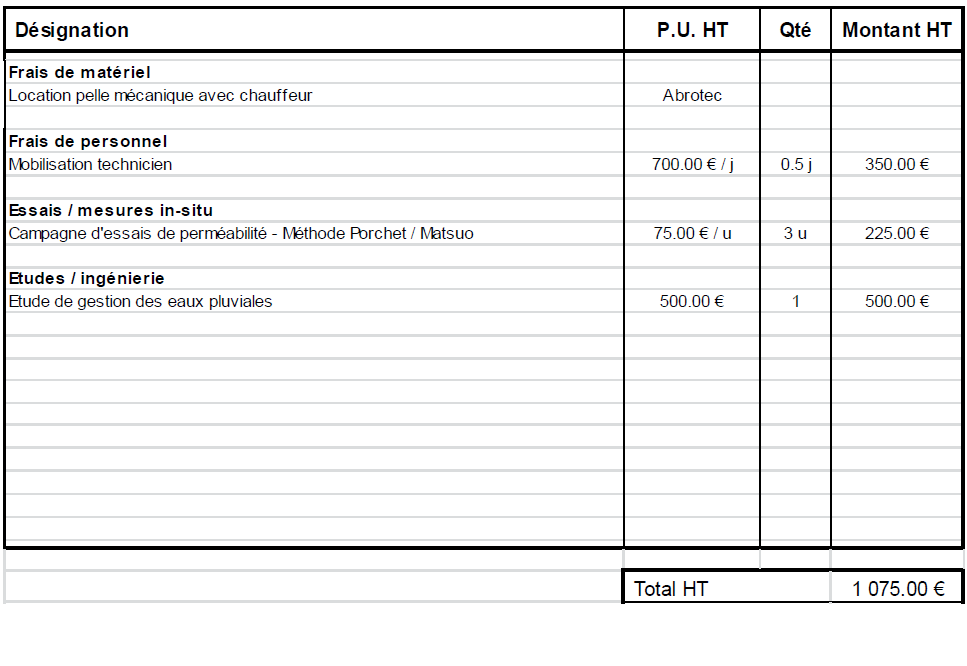 Désignation P.U. HT Qté Montant HT
Frais de matériel
Location pelle mécanique avec chauffeur Abrotec
Frais de personnel
Mobilisation technicien 700.00 € / j 0.5 j 350.00 €
Essais / mesures in-situ
Campagne d'essais de perméabilité - Méthode Porchet / Matsuo 75.00 € / u 3 u 225.00 €
Etudes / ingénierie
Etude de gestion des eaux pluviales 500.00 € 1 500.00 €
Total HT 1 075.00 €